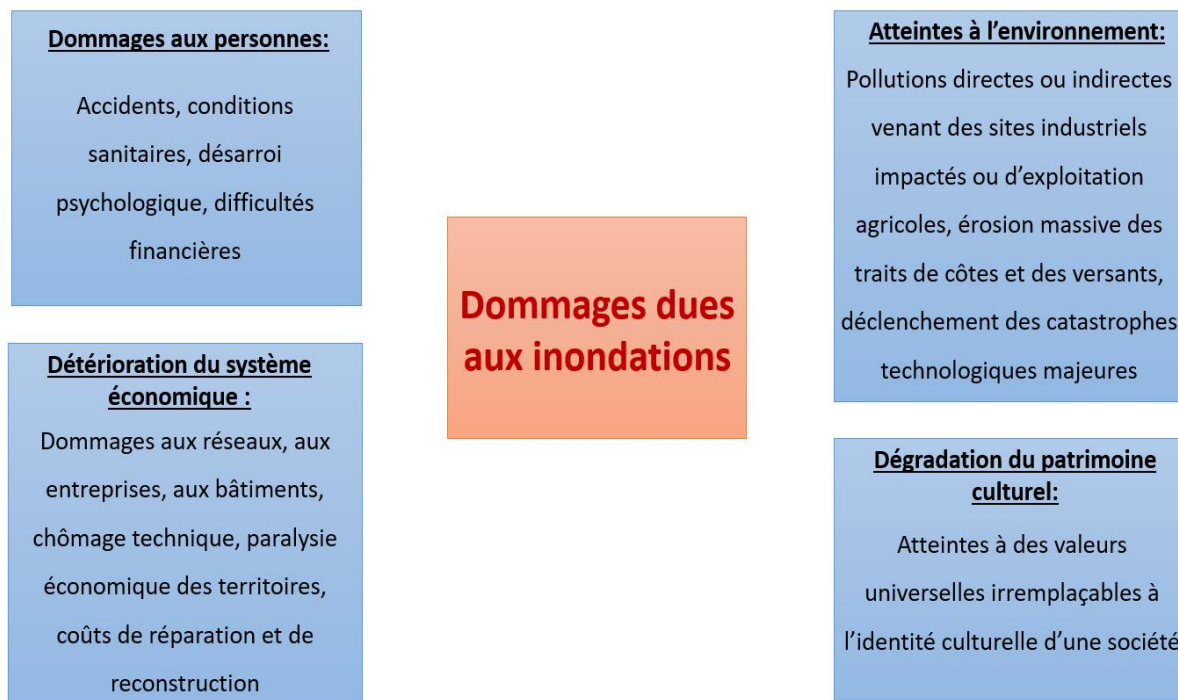 Dommages aux personnes:
Accidents, conditions
sanitaires, désarroi
psychologique, difficultés
financières
Détérioration du système
économique :
Dommages aux réseaux, aux
entreprises, aux bâtiments,
chômage technique, paralysie
économique des territoires,
coûts de réparation et de
reconstruction
Dommages dues
aux inondations
Atteintes à l’environnement:
Pollutions directes ou indirectes
venant des sites industriels
impactés ou d’exploitation
agricoles, érosion massive des
traits de côtes et des versants,
déclenchement des catastrophes
technologiques majeures
Dégradation du patrimoine
culturel:
Atteintes à des valeurs
universelles irremplaçables à
l’identité culturelle d’une société